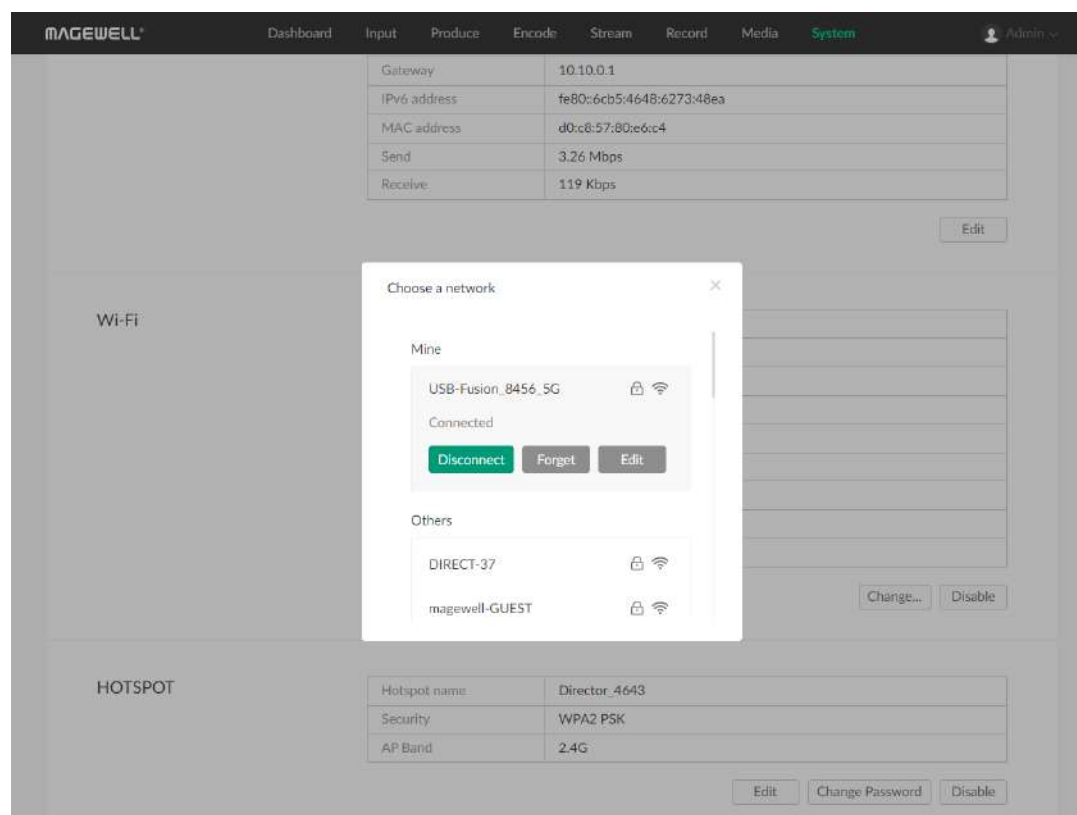 MAGEWELL Dashboard Input Produce Encode Stream Record Media System Admin
Gateway 10.10.0.1
IPv6 address fe80::6cb5:4648:6273:48ea
MAC address d0:c8:57:80:e6:c4
Send 3.26 Mbps
Receive 119 Kbps
Edit
Choose a network
Wi-Fi
Mine
USB-Fusion_8456_5G
Connected
Disconnect Forget Edit
Others
DIRECT-37
magewell-GUEST
Change... Disable
HOTSPOT
Hotspot name Director_4643
Security WPA2 PSK
AP Band 2.4G
Edit Change Password Disable